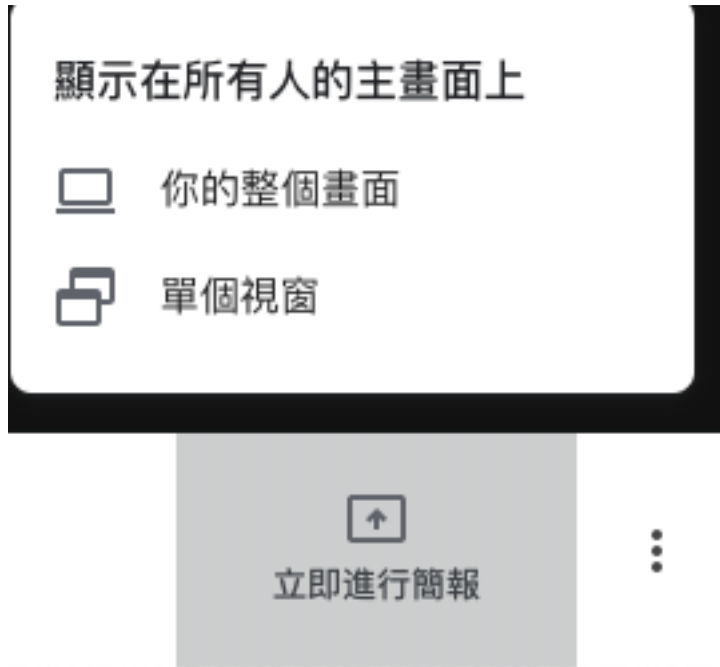 顯示在所有人的主畫面上
你的整個畫面
單個視窗
立即進行簡報